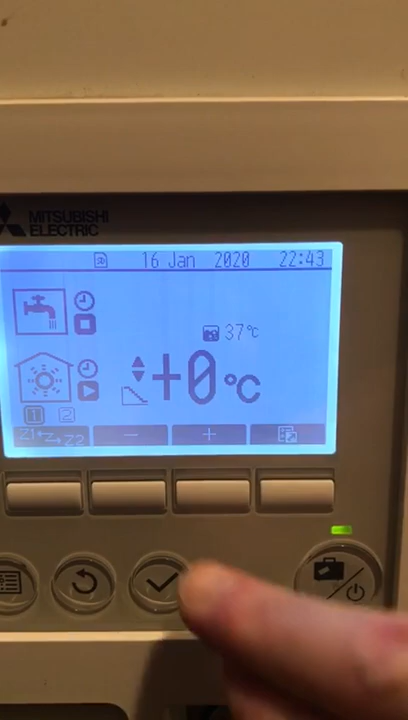 MITSUBISHI
ELECTRIC
16 Jan 2020 22:43
37°C
+0°C
1 2
Z1 Z2 − +